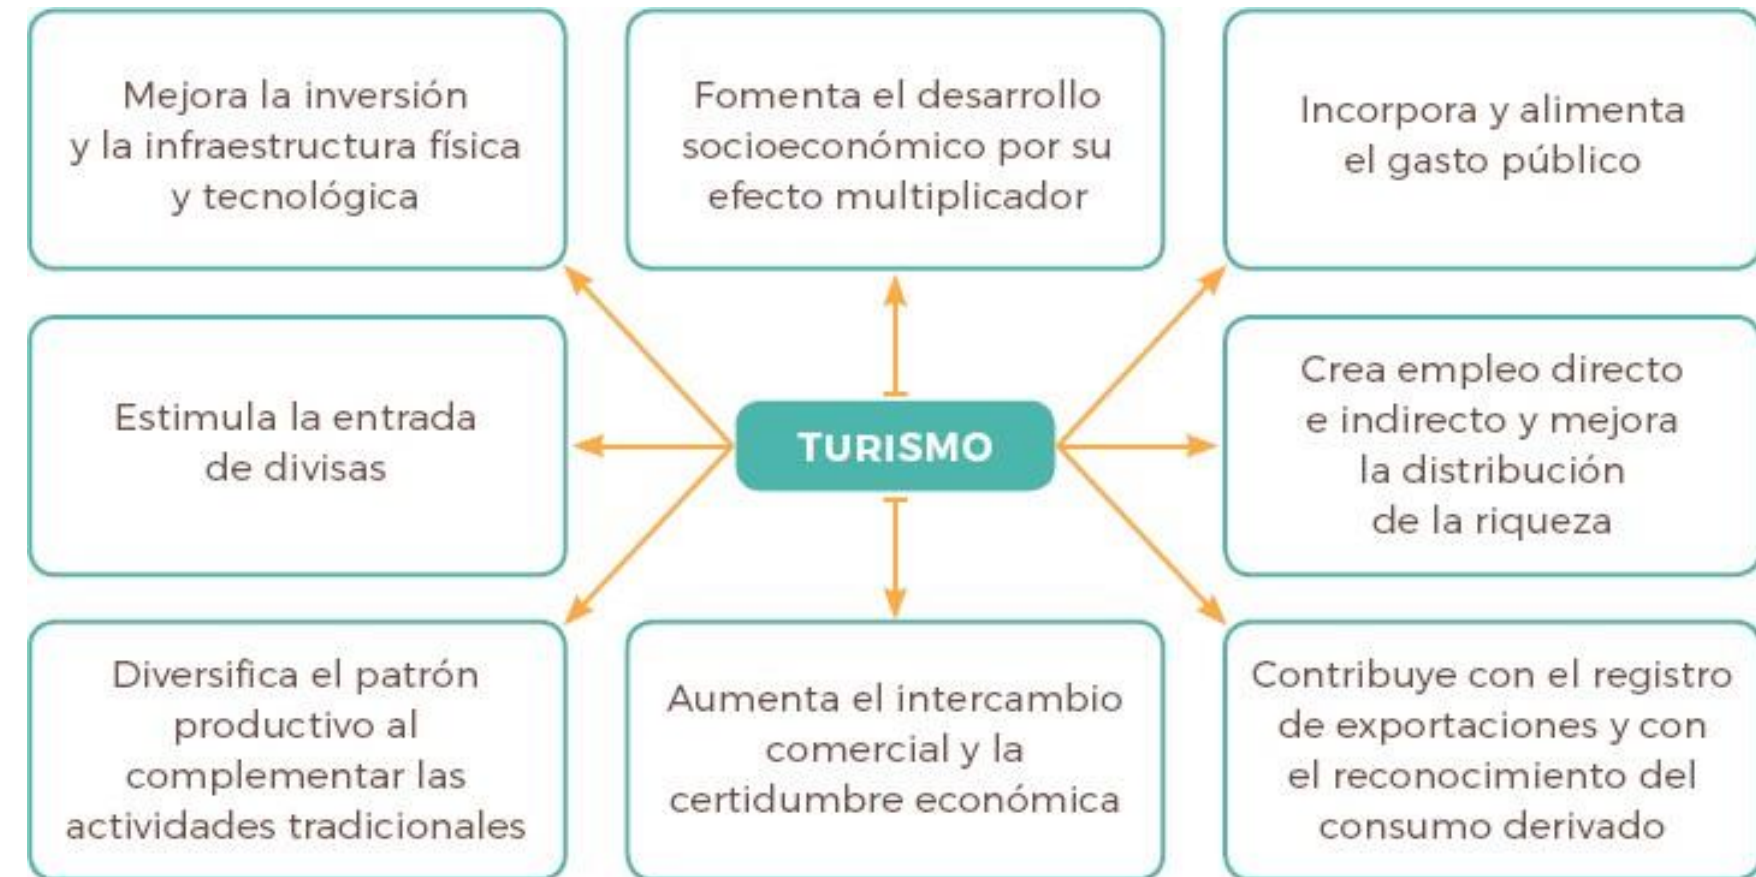 Mejora la inversión
y la infraestructura física
y tecnológica
Fomenta el desarrollo
socioeconómico por su
efecto multiplicador
Incorpora y alimenta
el gasto público
Estimula la entrada
de divisas
TURISMO
Crea empleo directo
e indirecto y mejora
la distribución
de la riqueza
Diversifica el patrón
productivo al
complementar las
actividades tradicionales
Aumenta el intercambio
comercial y la
certidumbre económica
Contribuye con el registro
de exportaciones y con
el reconocimiento del
consumo derivado